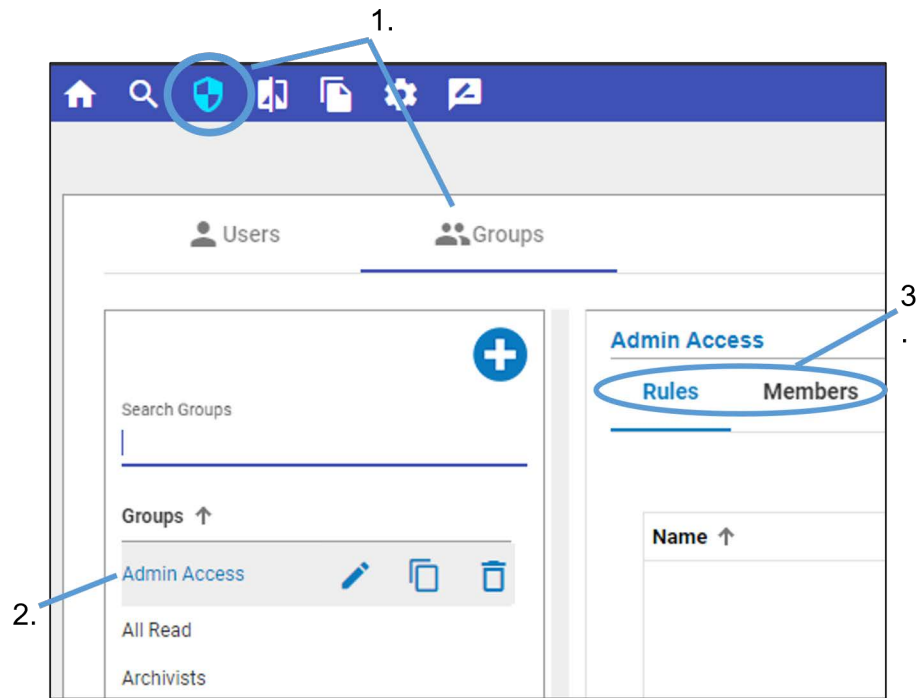 1.
Users
Groups
3
.
Admin Access
Rules Members
Search Groups
Groups
Name
Admin Access
2.
All Read
Archivists